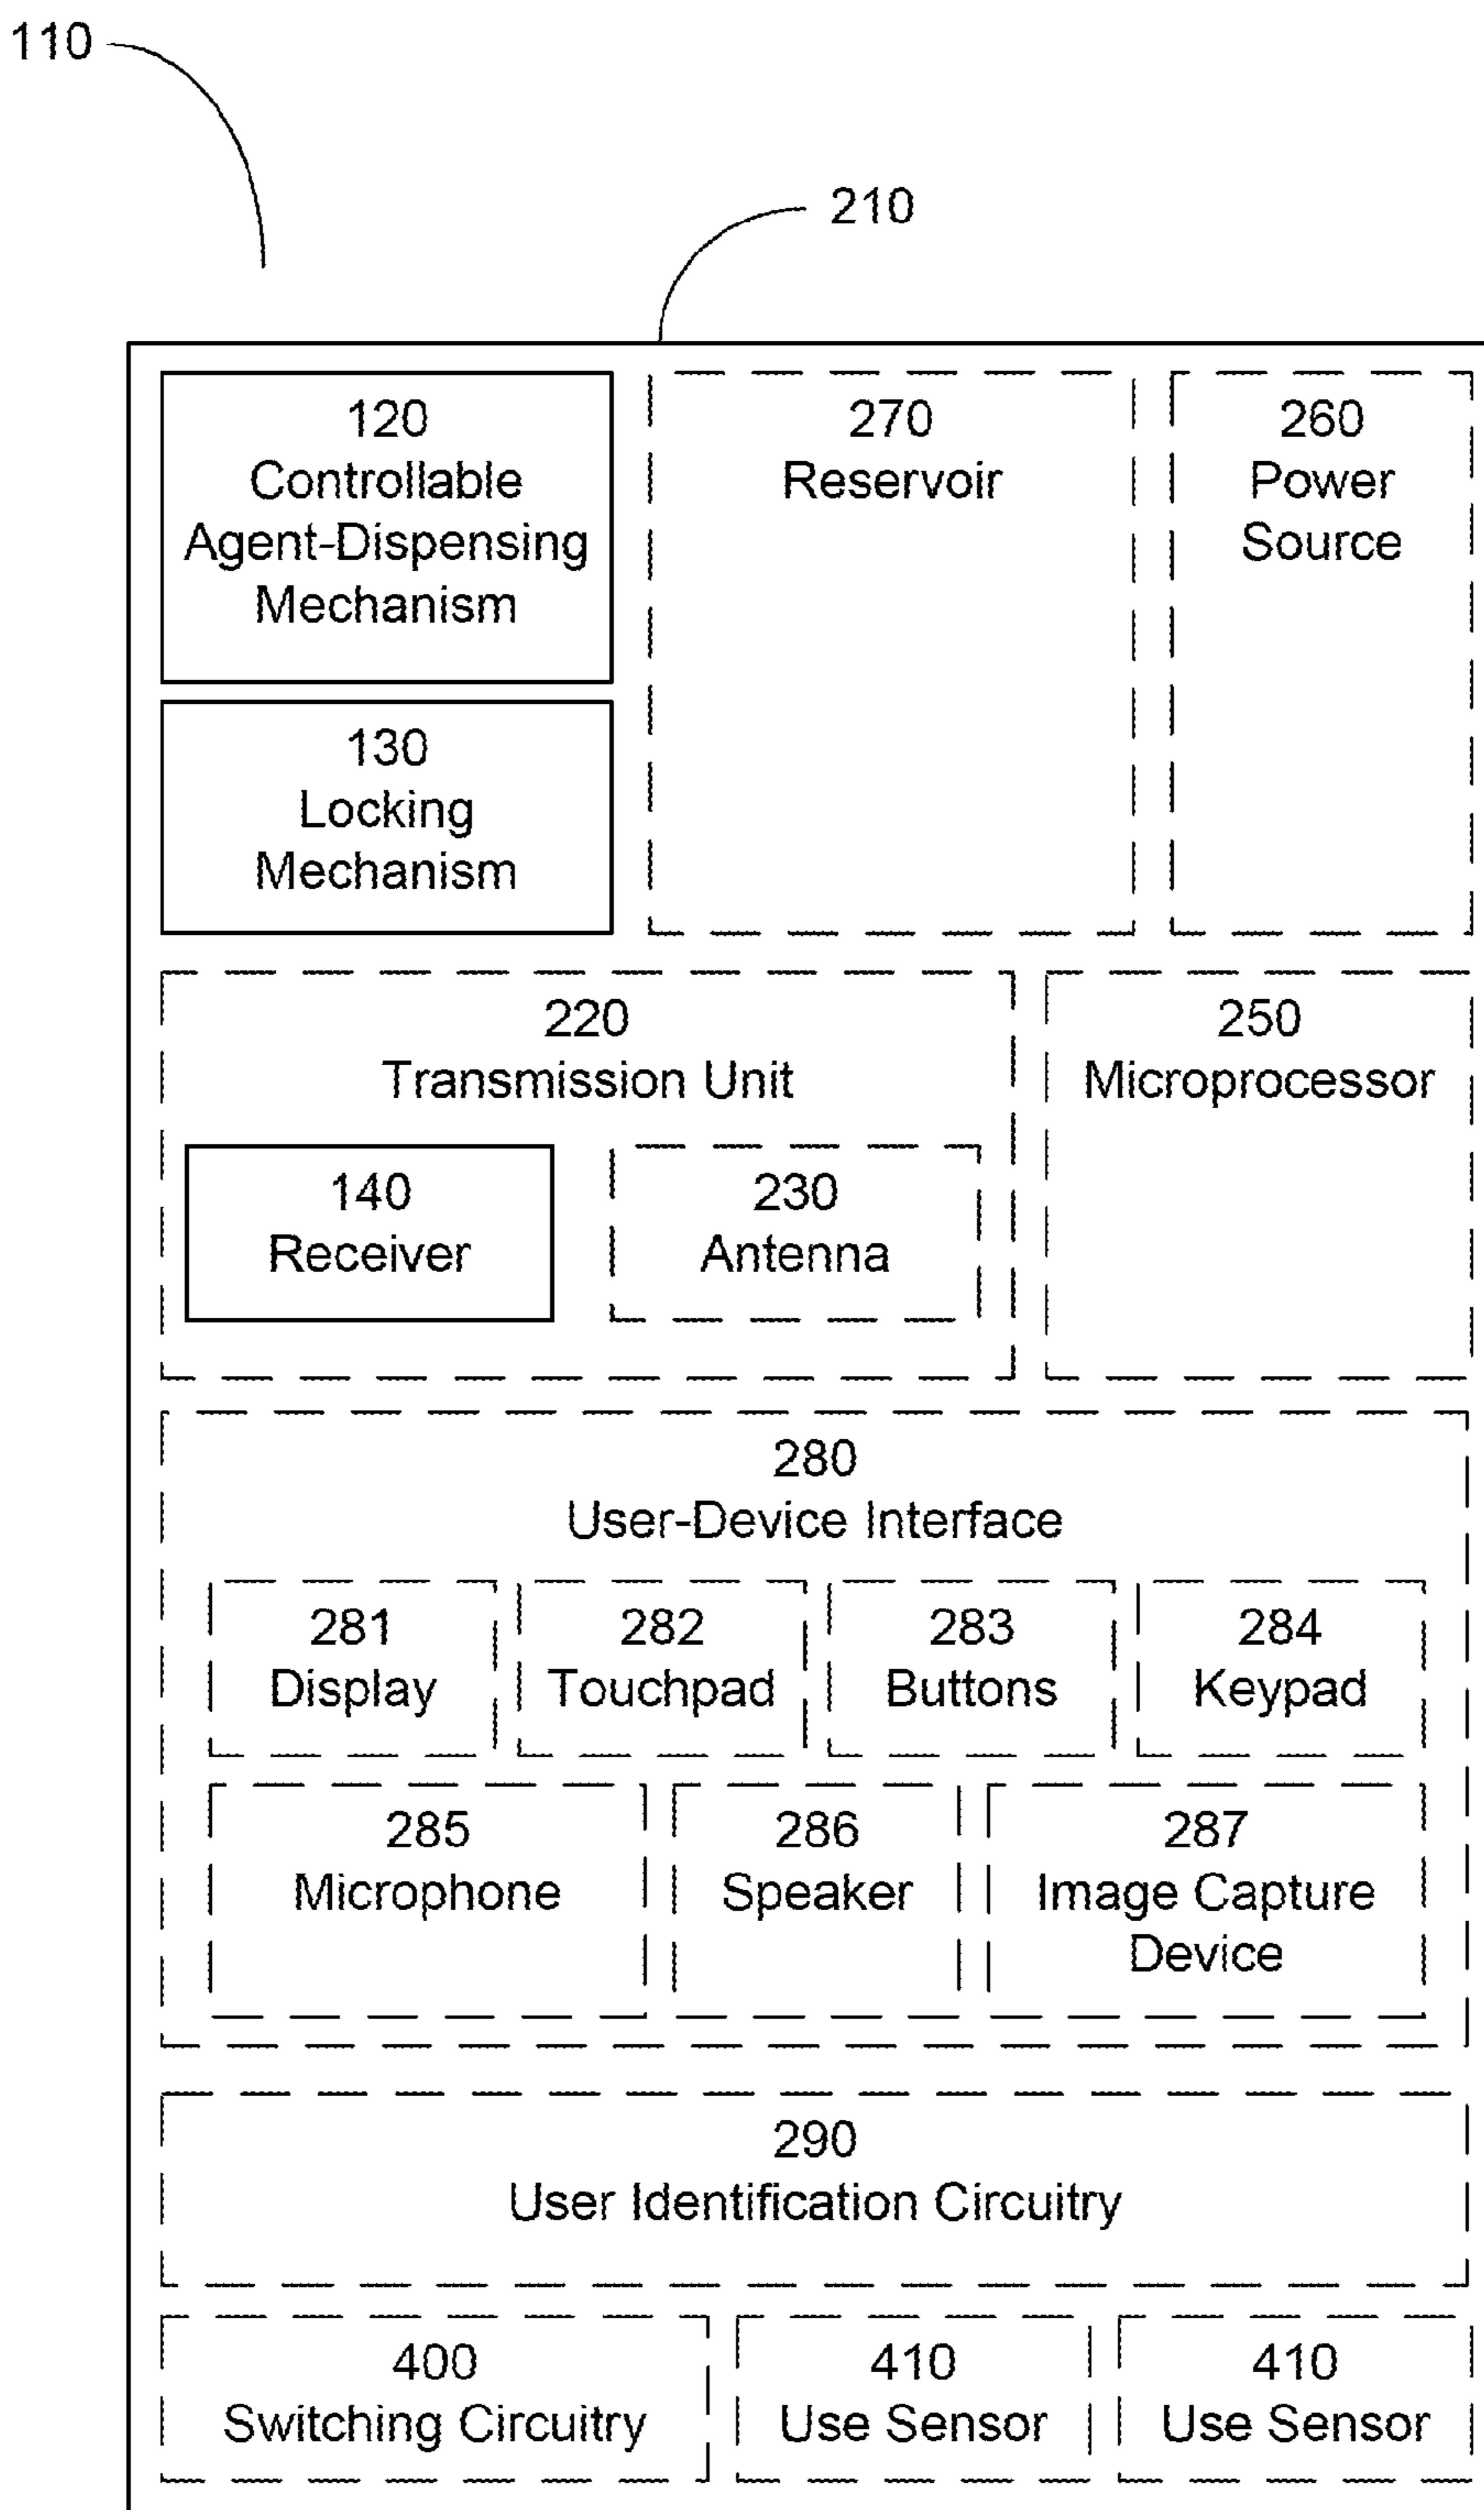 110
210
120
Controllable
Agent-Dispensing
Mechanism
270
Reservoir
260
Power
Source
130
Locking
Mechanism
220
Transmission Unit
140
Receiver
230
Antenna
250
Microprocessor
280
User-Device Interface
281
Display
282
Touchpad
283
Buttons
284
Keypad
285
Microphone
286
Speaker
287
Image Capture
Device
290
User Identification Circuitry
400
Switching Circuitry
410
Use Sensor
410
Use Sensor